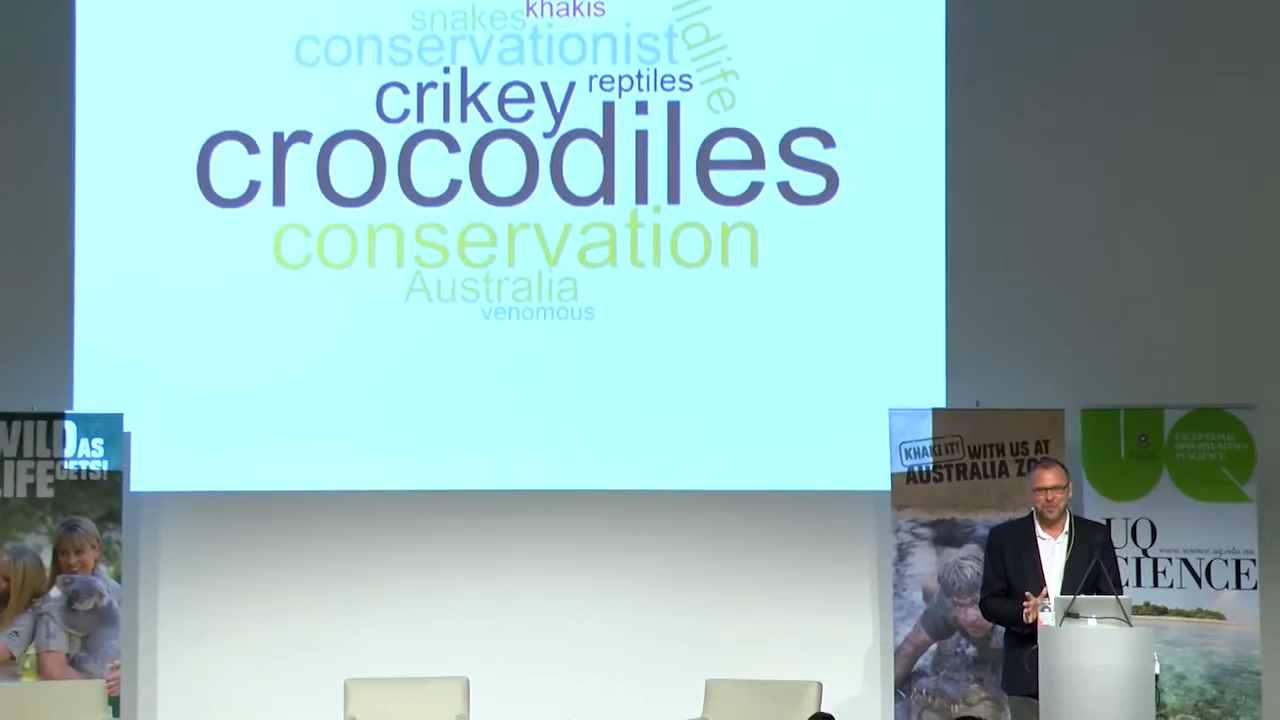 khakis
snakes
conservationist
wildlife
crikey
reptiles
crocodiles
conservation
Australia
venomous
WILD AS
LIFE GETS!
KHAKI IT! WITH US AT
AUSTRALIA ZOO
UQ
EXCEPTIONAL
OPPORTUNITIES
IN SCIENCE
UQ
www.science.uq.edu.au
SCIENCE